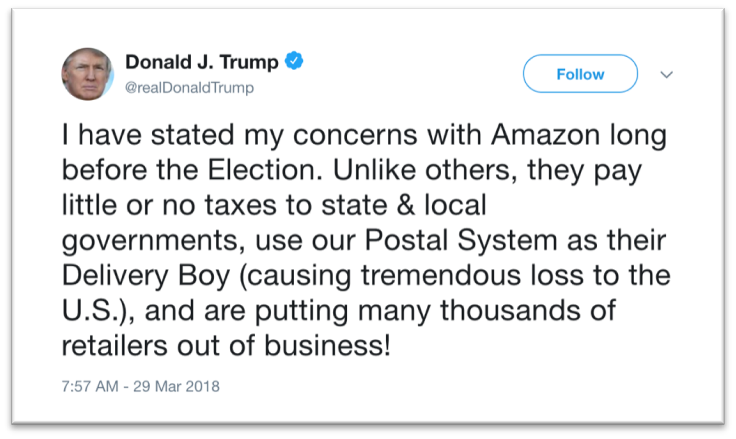 Donald J. Trump
@realDonaldTrump
Follow
I have stated my concerns with Amazon long
before the Election. Unlike others, they pay
little or no taxes to state & local
governments, use our Postal System as their
Delivery Boy (causing tremendous loss to the
U.S.), and are putting many thousands of
retailers out of business!
7:57 AM - 29 Mar 2018